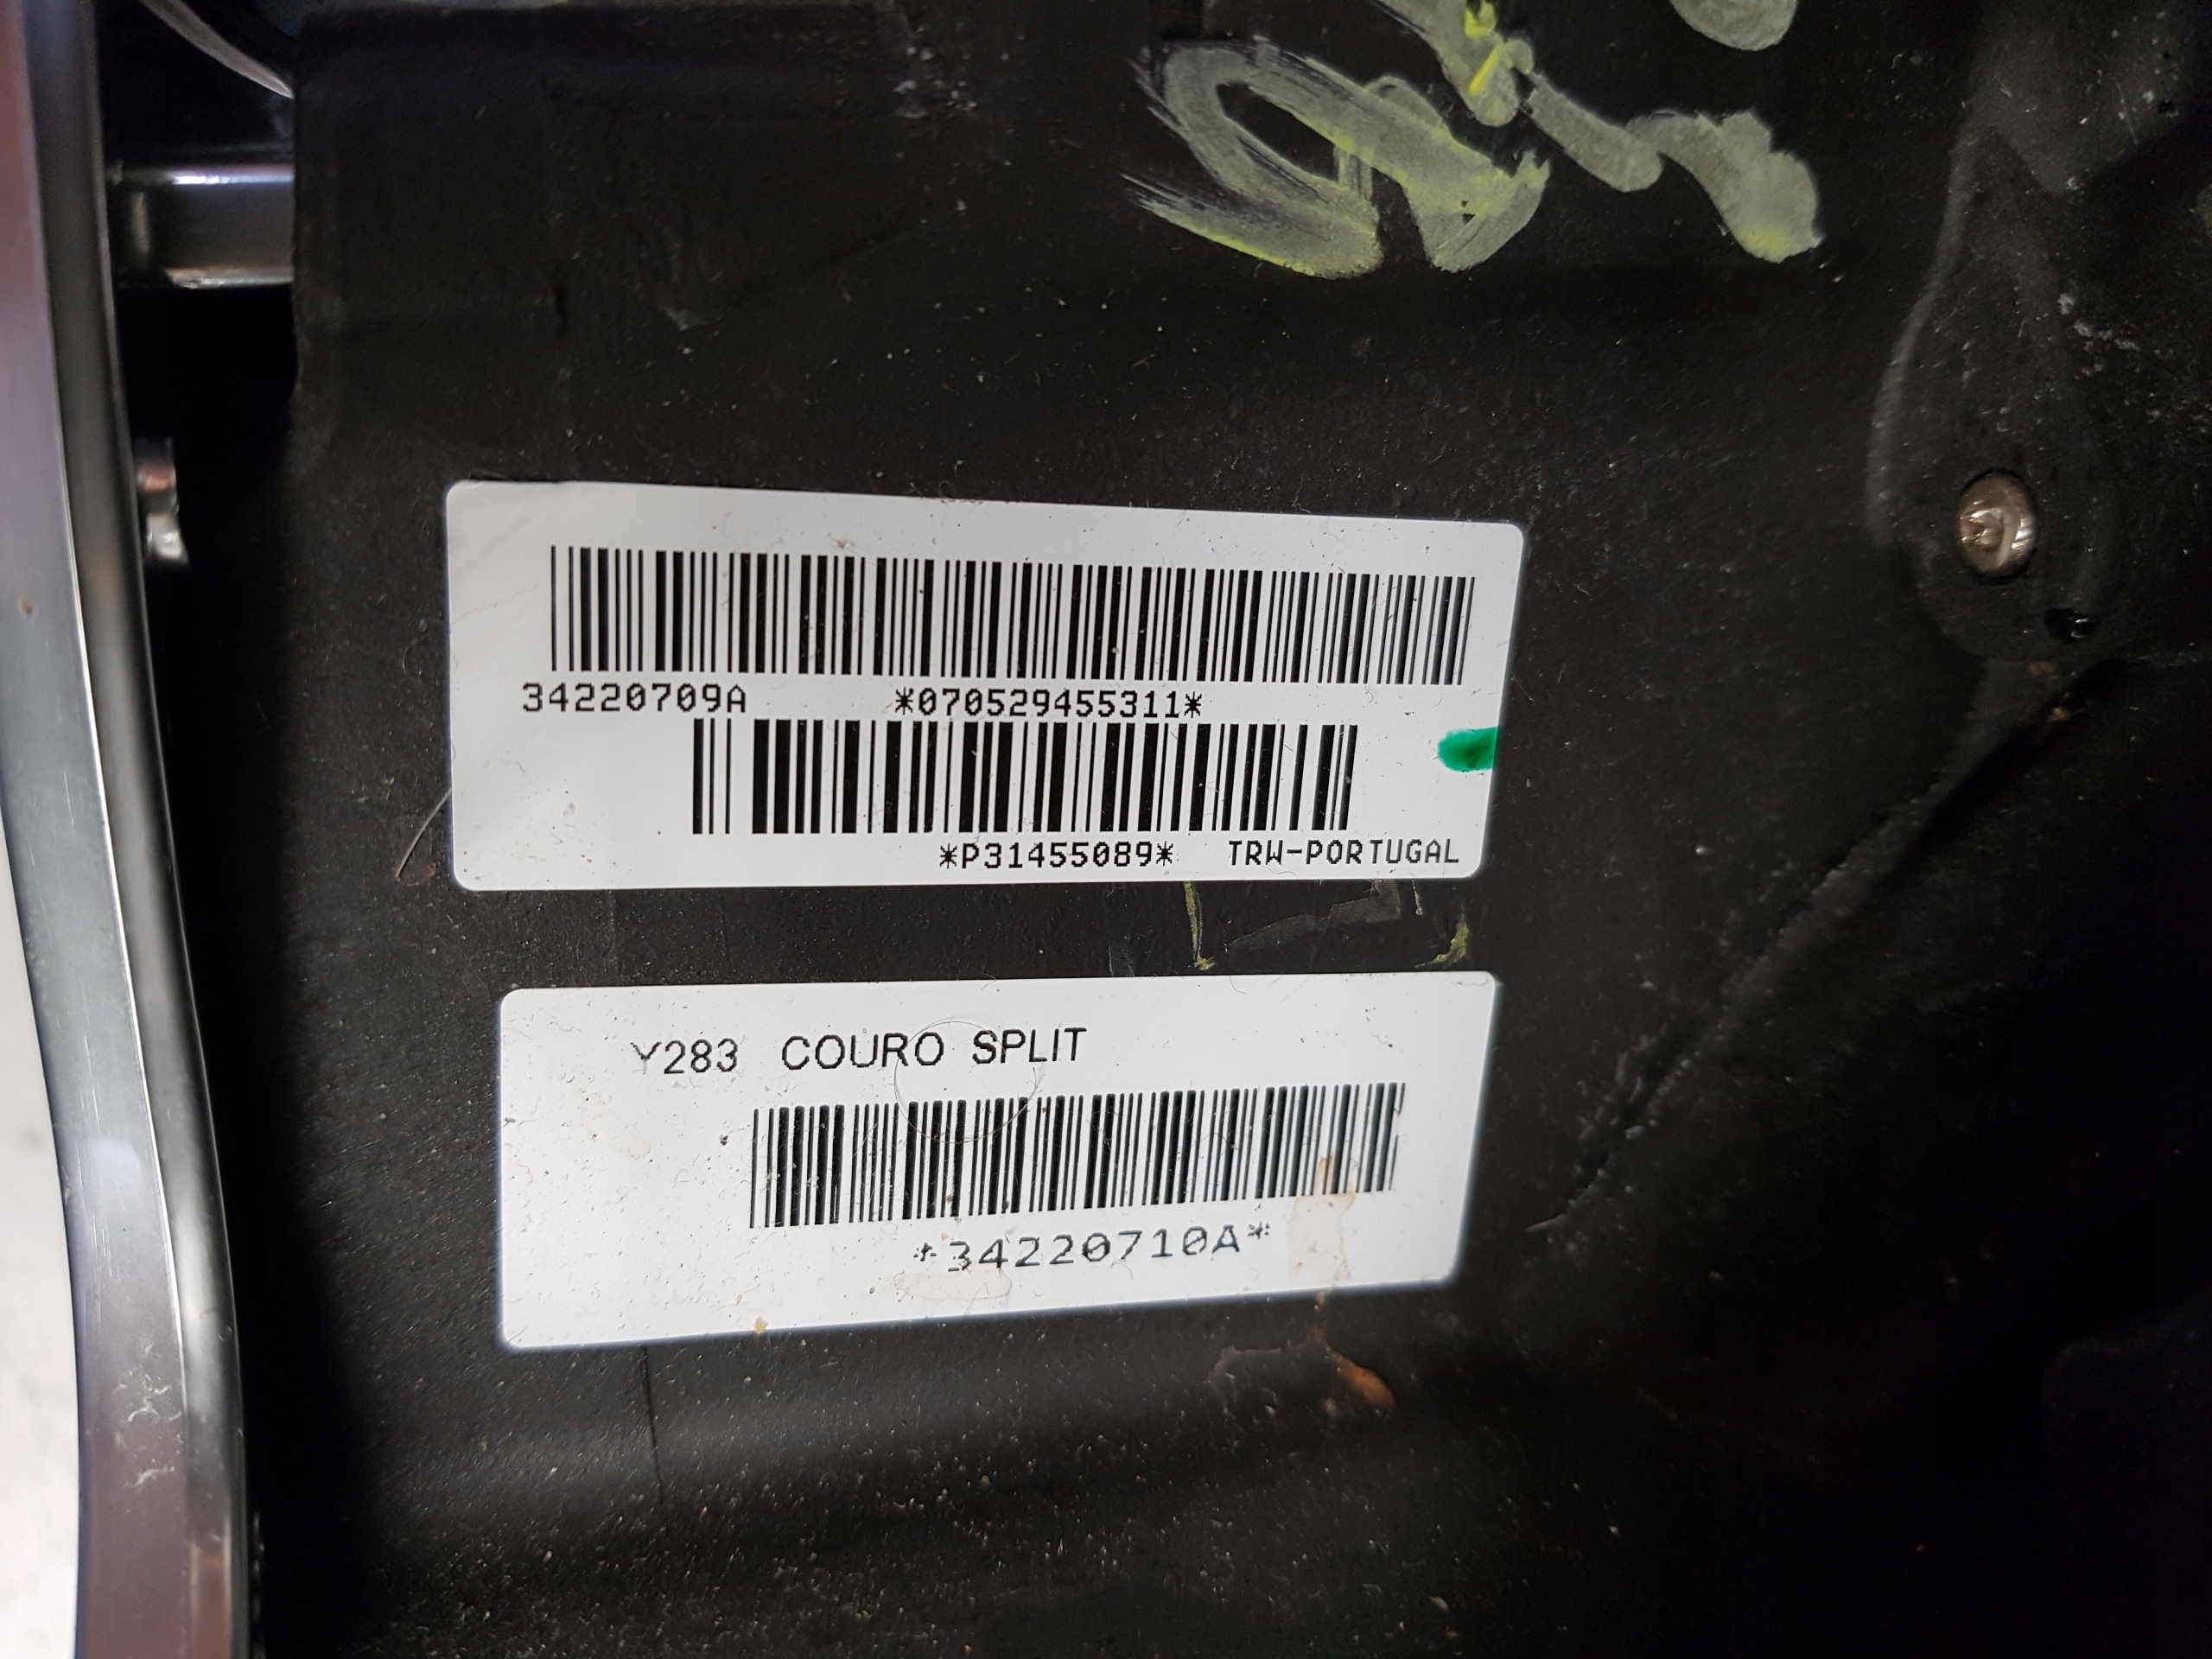 34220709A *070529455311*
*P31455089* TRW-PORTUGAL
Y283 COURO SPLIT
*34220710A*